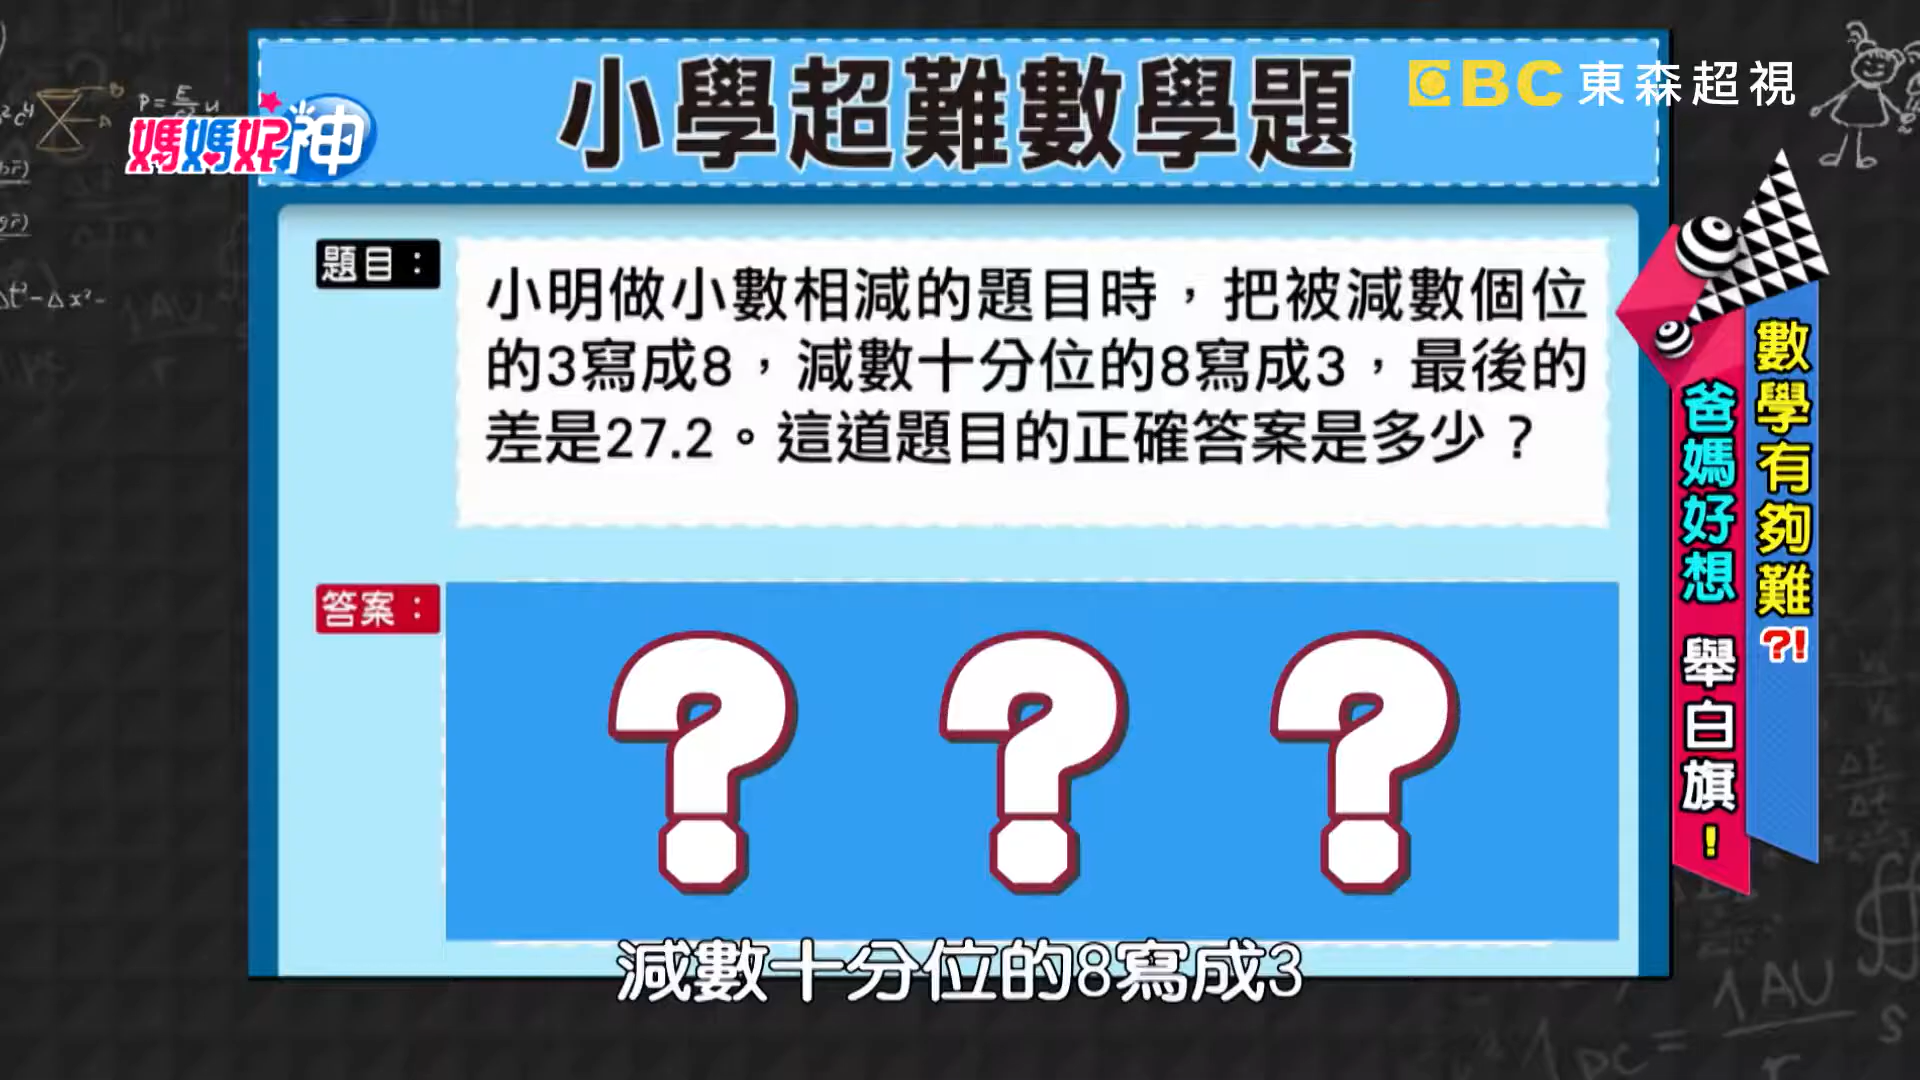 小學超難數學題
EBC 東森超視
媽媽好神
題目：
小明做小數相減的題目時，把被減數個位
的3寫成8，減數十分位的8寫成3，最後的
差是27.2。這道題目的正確答案是多少？
答案：
? ? ?
數學有夠難?!
爸媽好想 舉白旗！
減數十分位的8寫成3